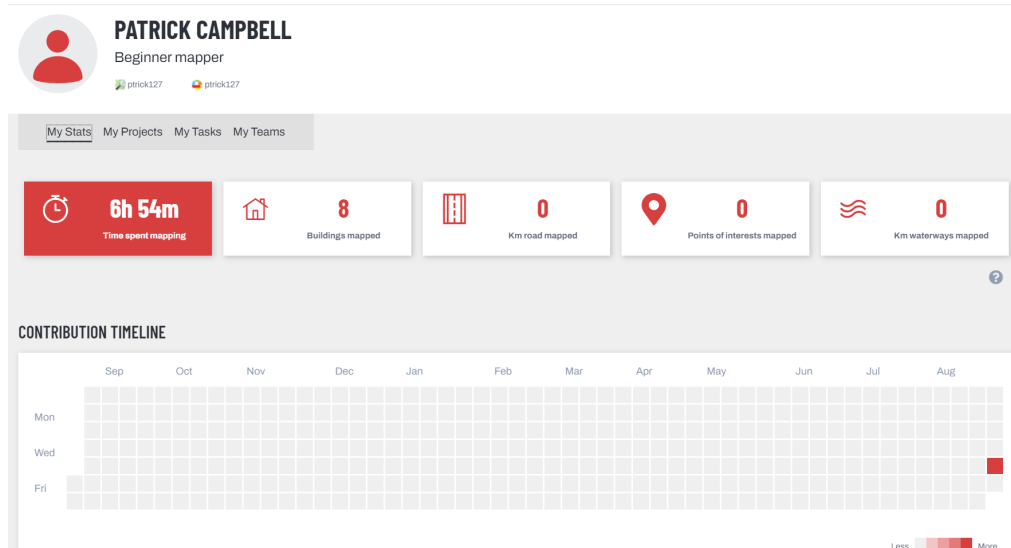 PATRICK CAMPBELL
Beginner mapper
ptrick127 ptrick127
My Stats My Projects My Tasks My Teams
6h 54m 8 0 0 0
Time spent mapping Buildings mapped Km road mapped Points of interests mapped Km waterways mapped
?
CONTRIBUTION TIMELINE
Sep Oct Nov Dec Jan Feb Mar Apr May Jun Jul Aug
Mon
Wed
Fri
Less More